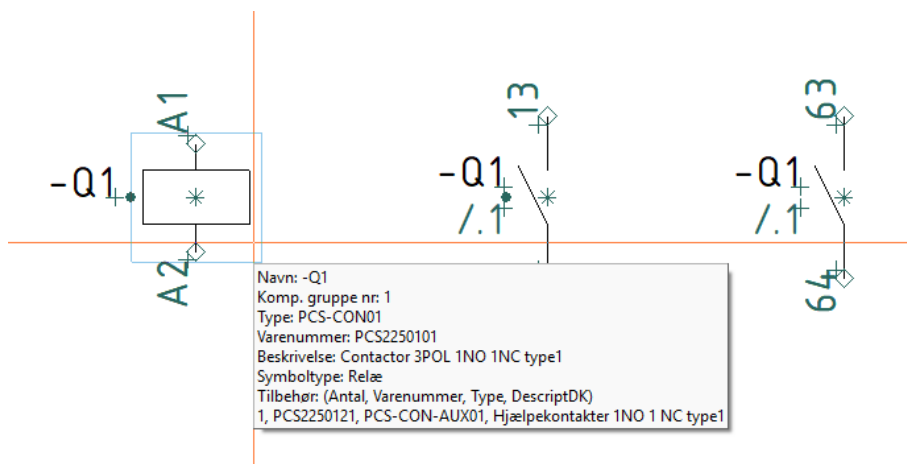 A1
-Q1
A2
13
-Q1
/.1
63
-Q1
/.1
64
Navn: -Q1
Komp. gruppe nr: 1
Type: PCS-CON01
Varenummer: PCS2250101
Beskrivelse: Contactor 3POL 1NO 1NC type1
Symboltype: Relæ
Tilbehør: (Antal, Varenummer, Type, DescriptDK)
1, PCS2250121, PCS-CON-AUX01, Hjælpekontakter 1NO 1 NC type1